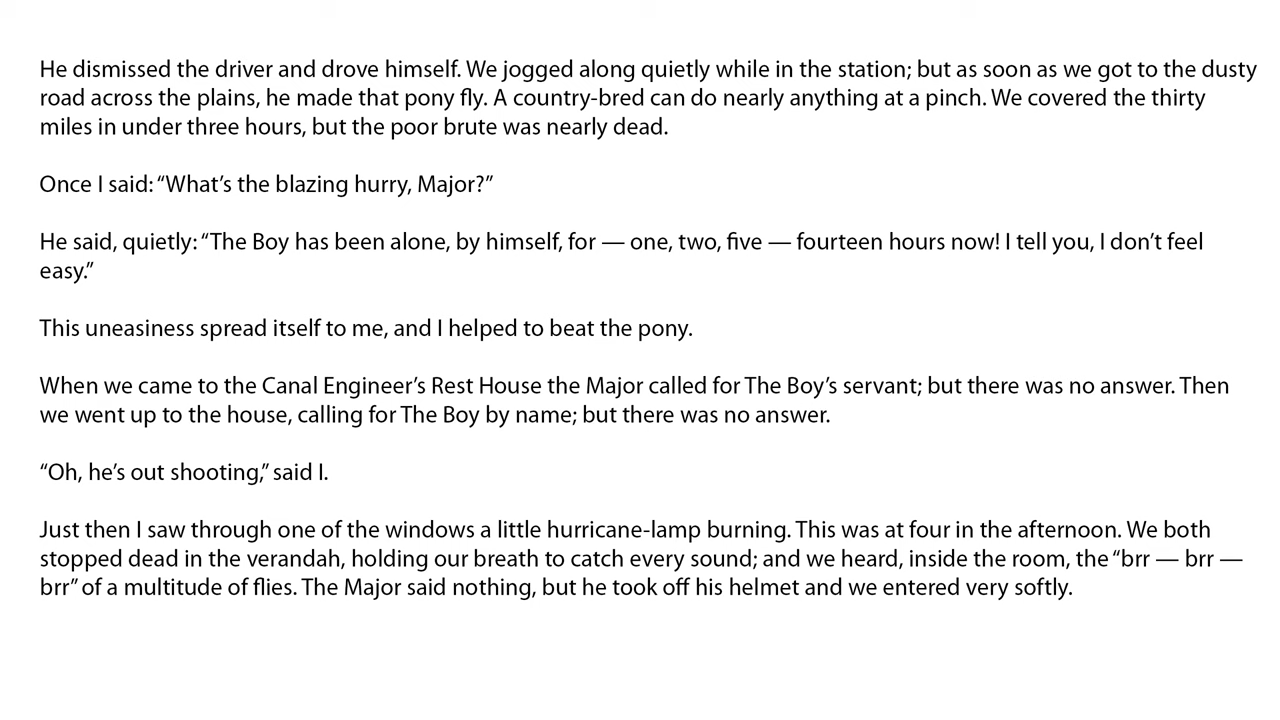 He dismissed the driver and drove himself. We jogged along quietly while in the station; but as soon as we got to the dusty
road across the plains, he made that pony fly. A country-bred can do nearly anything at a pinch. We covered the thirty
miles in under three hours, but the poor brute was nearly dead.
Once I said: “What’s the blazing hurry, Major?”
He said, quietly: “The Boy has been alone, by himself, for — one, two, five — fourteen hours now! I tell you, I don’t feel
easy.”
This uneasiness spread itself to me, and I helped to beat the pony.
When we came to the Canal Engineer’s Rest House the Major called for The Boy’s servant; but there was no answer. Then
we went up to the house, calling for The Boy by name; but there was no answer.
“Oh, he’s out shooting,” said I.
Just then I saw through one of the windows a little hurricane-lamp burning. This was at four in the afternoon. We both
stopped dead in the verandah, holding our breath to catch every sound; and we heard, inside the room, the “brr — brr —
brr” of a multitude of flies. The Major said nothing, but he took off his helmet and we entered very softly.